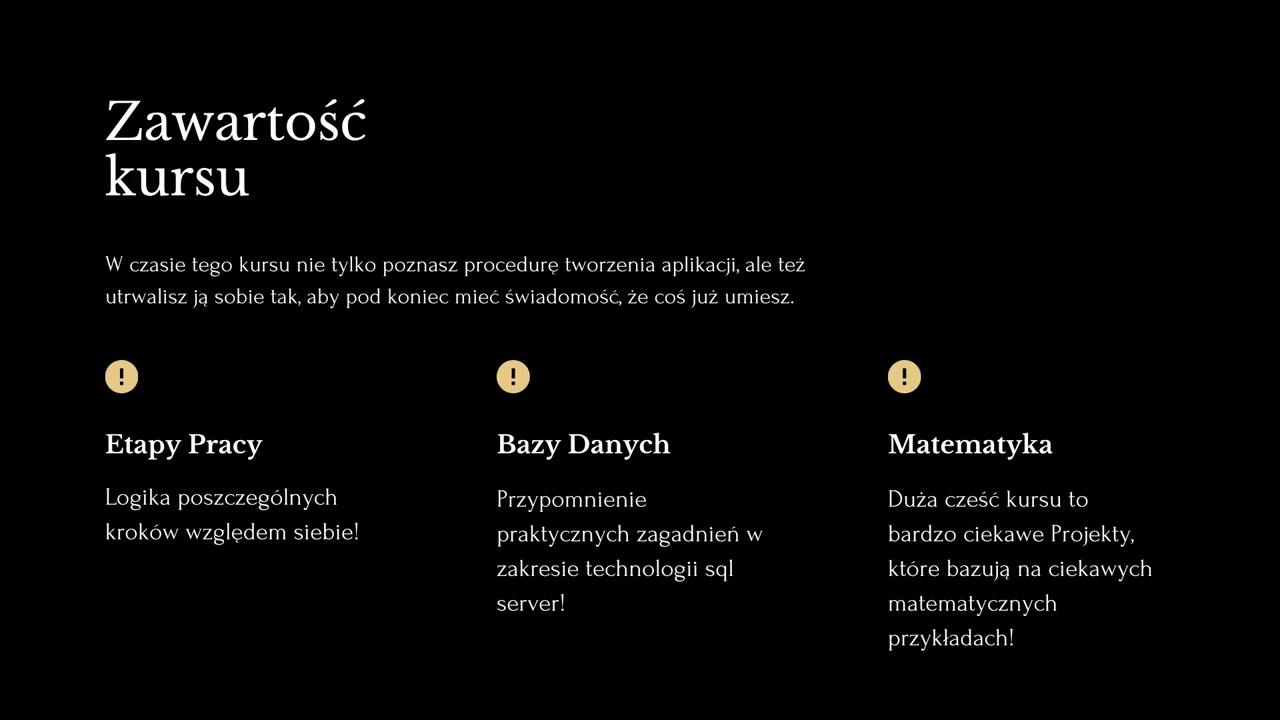 Zawartość
kursu
W czasie tego kursu nie tylko poznasz procedurę tworzenia aplikacji, ale też
utrwalisz ją sobie tak, aby pod koniec mieć świadomość, że coś już umiesz.
Etapy Pracy
Logika poszczególnych
kroków względem siebie!
Bazy Danych
Przypomnienie
praktycznych zagadnień w
zakresie technologii sql
server!
Matematyka
Duża cześć kursu to
bardzo ciekawe Projekty,
które bazują na ciekawych
matematycznych
przykładach!